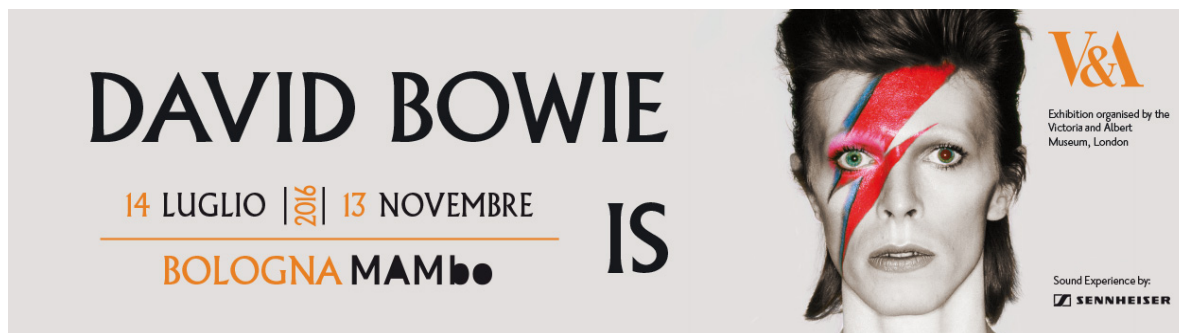 DAVID BOWIE
IS
14 LUGLIO | 2016 | 13 NOVEMBRE
BOLOGNA MAMbo
V&A
Exhibition organised by the
Victoria and Albert
Museum, London
Sound Experience by:
SENNHEISER